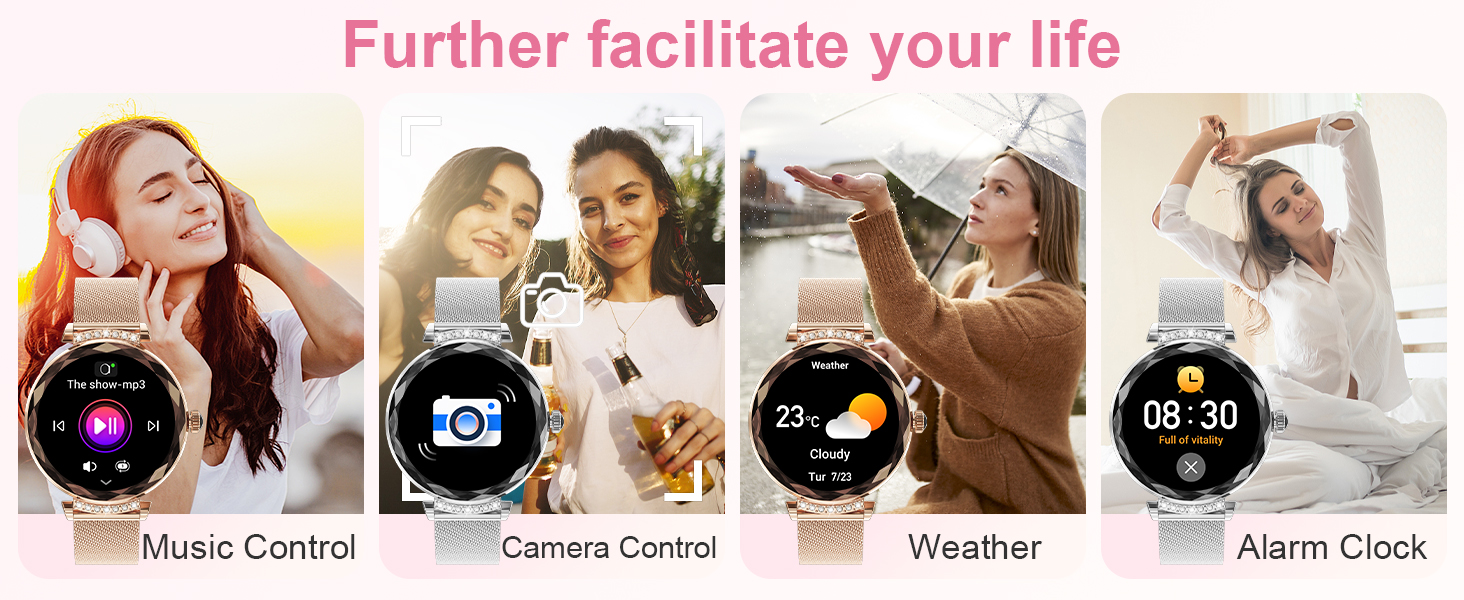 Further facilitate your life
The show-mp3
Music Control
Camera Control
Weather
23°C
Cloudy
Tur 7/23
Weather
08:30
Full of vitality
Alarm Clock